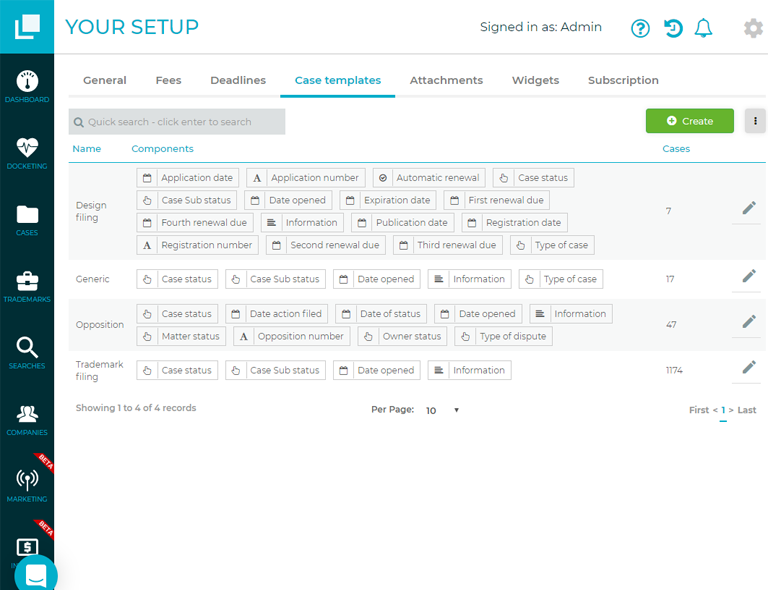 YOUR SETUP
Signed in as: Admin
General Fees Deadlines Case templates Attachments Widgets Subscription
Quick search - click enter to search
Create
Name Components Cases
Design filing
Application date Application number Automatic renewal Case status
Case Sub status Date opened Expiration date First renewal due
Fourth renewal due Information Publication date Registration date
Registration number Second renewal due Third renewal due Type of case
7
Generic Case status Case Sub status Date opened Information Type of case 17
Opposition
Case status Date action filed Date of status Date opened Information
Matter status Opposition number Owner status Type of dispute
47
Trademark filing
Case status Case Sub status Date opened Information
1174
Showing 1 to 4 of 4 records Per Page: 10 First < 1 > Last
DASHBOARD
DOCKETING
CASES
TRADEMARKS
SEARCHES
COMPANIES
BETA
MARKETING
BETA